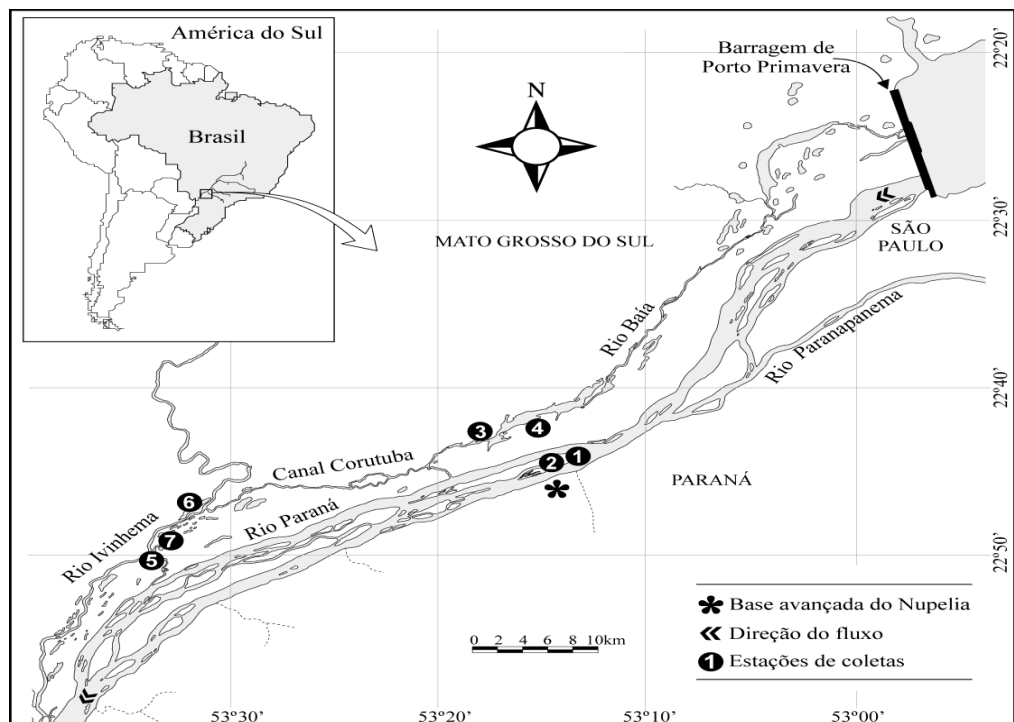 América do Sul
Brasil
N
Barragem de
Porto Primavera
MATO GROSSO DO SUL
SÃO
PAULO
Rio Baía
Rio Paranapanema
3
4
Canal Corutuba
2
1
PARANÁ
6
Rio Paraná
Rio Ivinhema
7
5
Base avançada do Nupelia
Direção do fluxo
1 Estações de coletas
0 2 4 6 8 10km
22°20'
22°30'
22°40'
22°50'
53°30'
53°20'
53°10'
53°00'